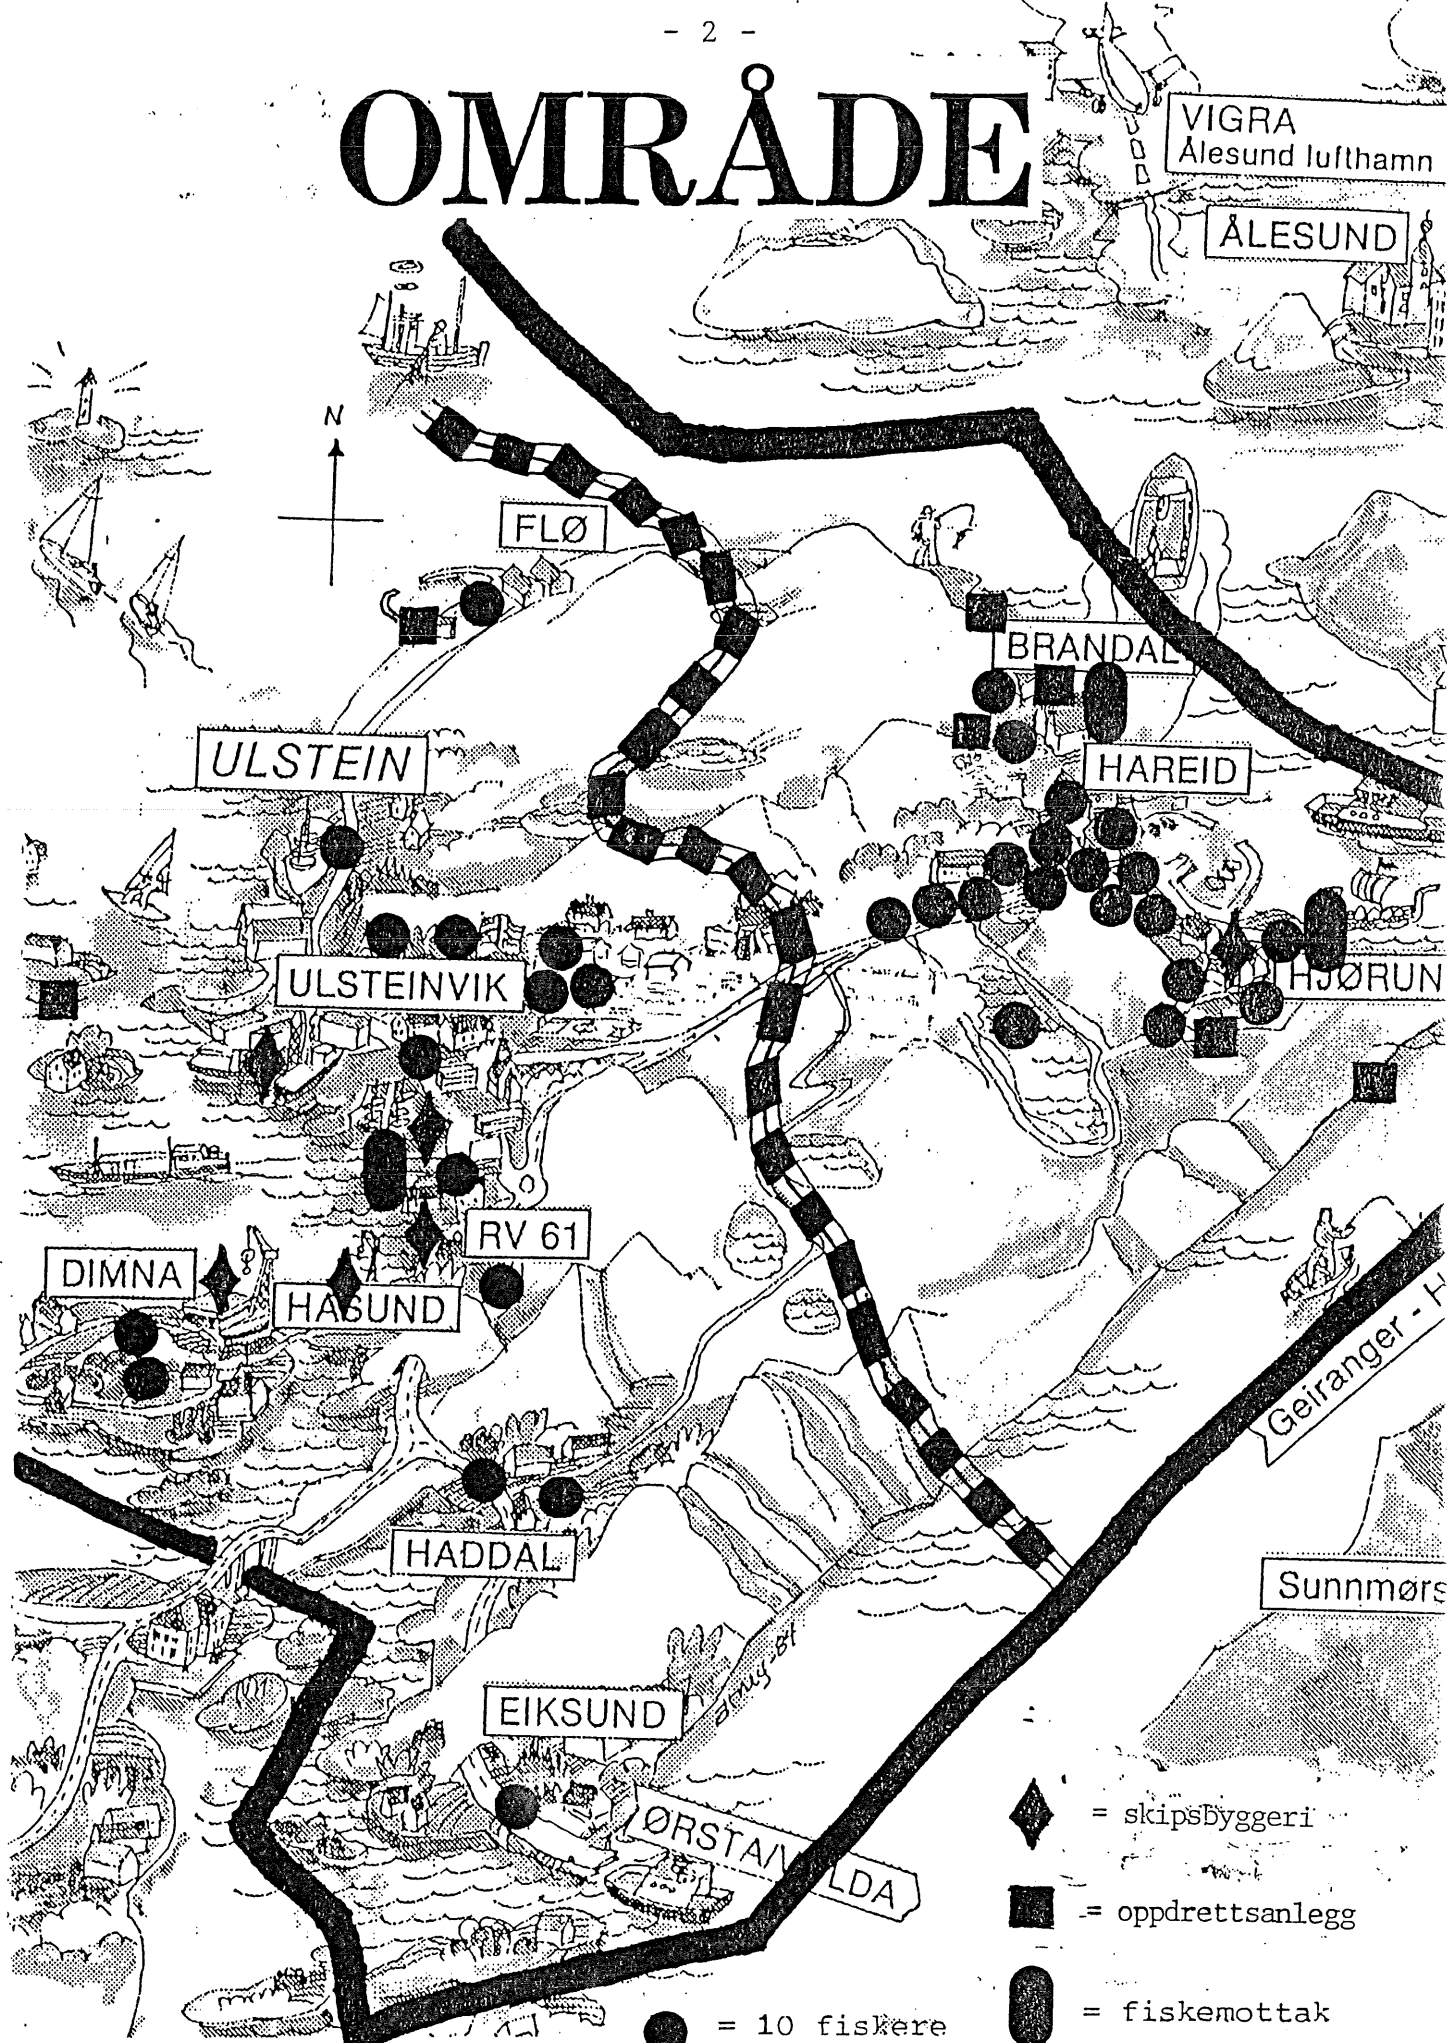 - 2 -
OMRÅDE
VIGRA
Ålesund lufthamn
ÅLESUND
N
FLØ
BRANDAL
ULSTEIN
HAREID
ULSTEINVIK
HJØRUN
RV 61
DIMNA
HASUND
Geiranger - H
HADDAL
Sunnmørs
EIKSUND
ØRSTA/V LDA
= skipsbyggeri
= oppdrettsanlegg
= fiskemottak
= 10 fiskere